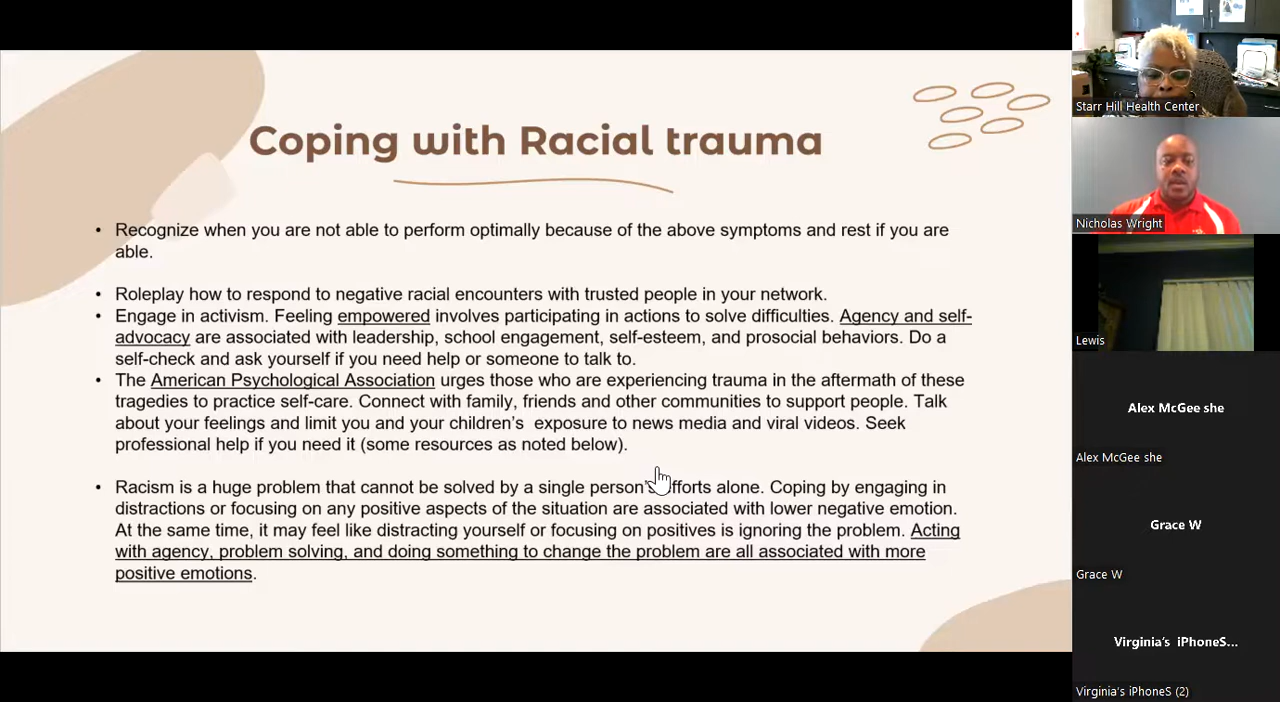 Coping with Racial trauma
• Recognize when you are not able to perform optimally because of the above symptoms and rest if you are
able.
• Roleplay how to respond to negative racial encounters with trusted people in your network.
• Engage in activism. Feeling empowered involves participating in actions to solve difficulties. Agency and self-
advocacy are associated with leadership, school engagement, self-esteem, and prosocial behaviors. Do a
self-check and ask yourself if you need help or someone to talk to.
• The American Psychological Association urges those who are experiencing trauma in the aftermath of these
tragedies to practice self-care. Connect with family, friends and other communities to support people. Talk
about your feelings and limit you and your children's  exposure to news media and viral videos. Seek
professional help if you need it (some resources as noted below).
• Racism is a huge problem that cannot be solved by a single person's efforts alone. Coping by engaging in
distractions or focusing on any positive aspects of the situation are associated with lower negative emotion.
At the same time, it may feel like distracting yourself or focusing on positives is ignoring the problem. Acting
with agency, problem solving, and doing something to change the problem are all associated with more
positive emotions.
Starr Hill Health Center
Nicholas Wright
Lewis
Alex McGee she
Alex McGee she
Grace W
Grace W
Virginia's  iPhoneS...
Virginia's iPhoneS (2)